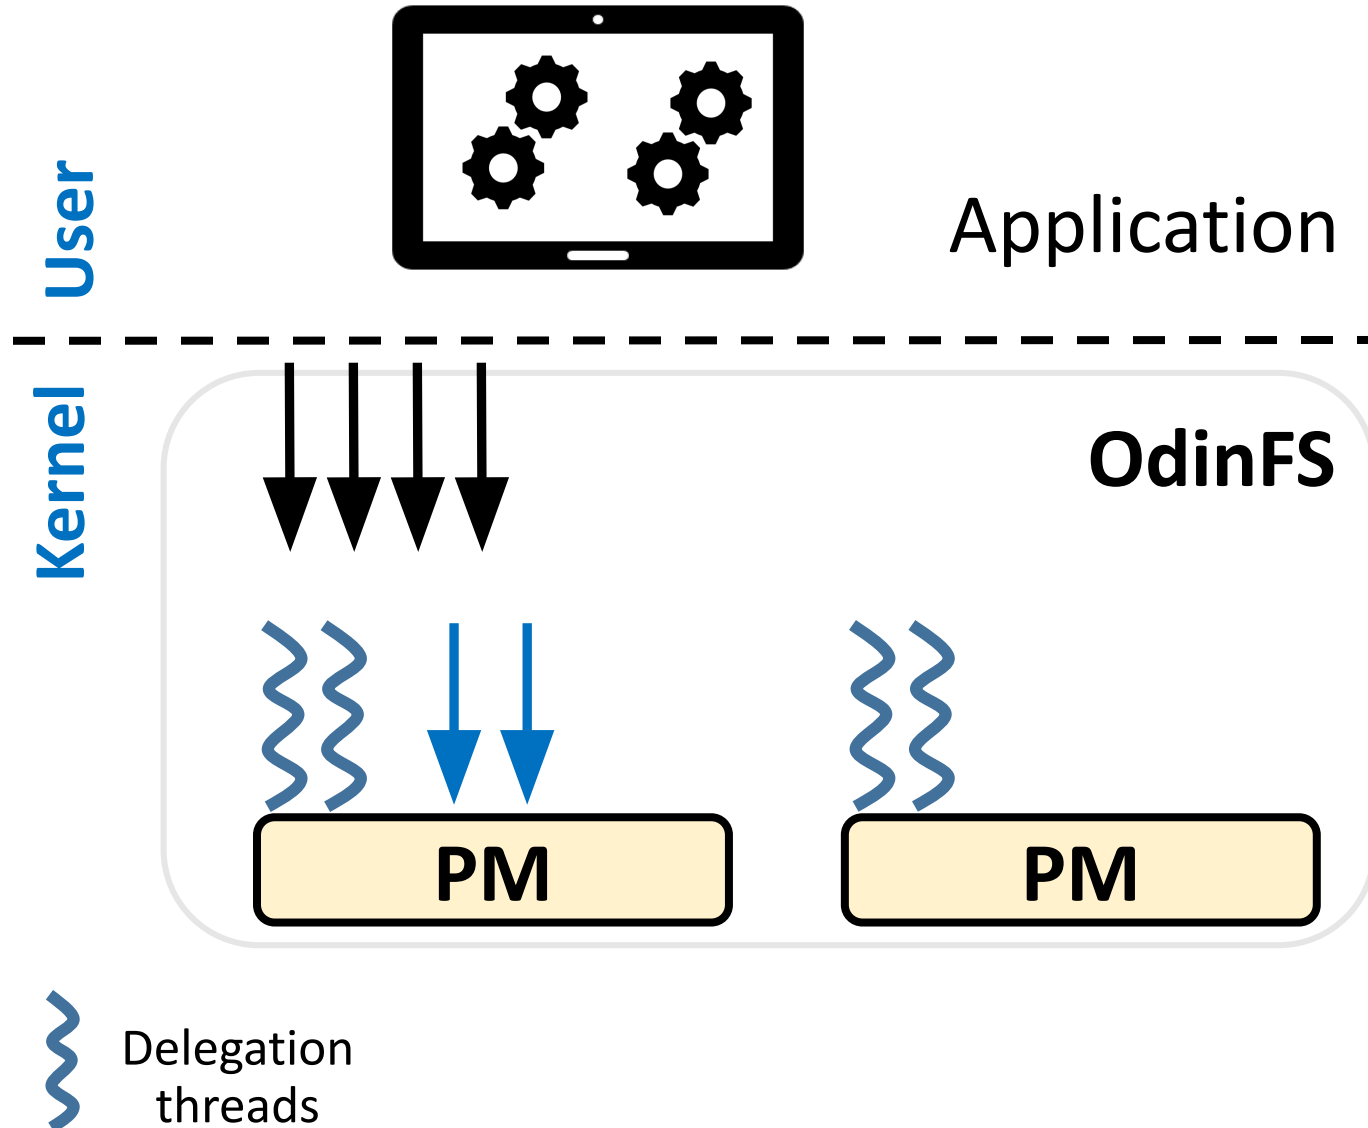 User
Application
Kernel
OdinFS
PM
PM
Delegation
threads